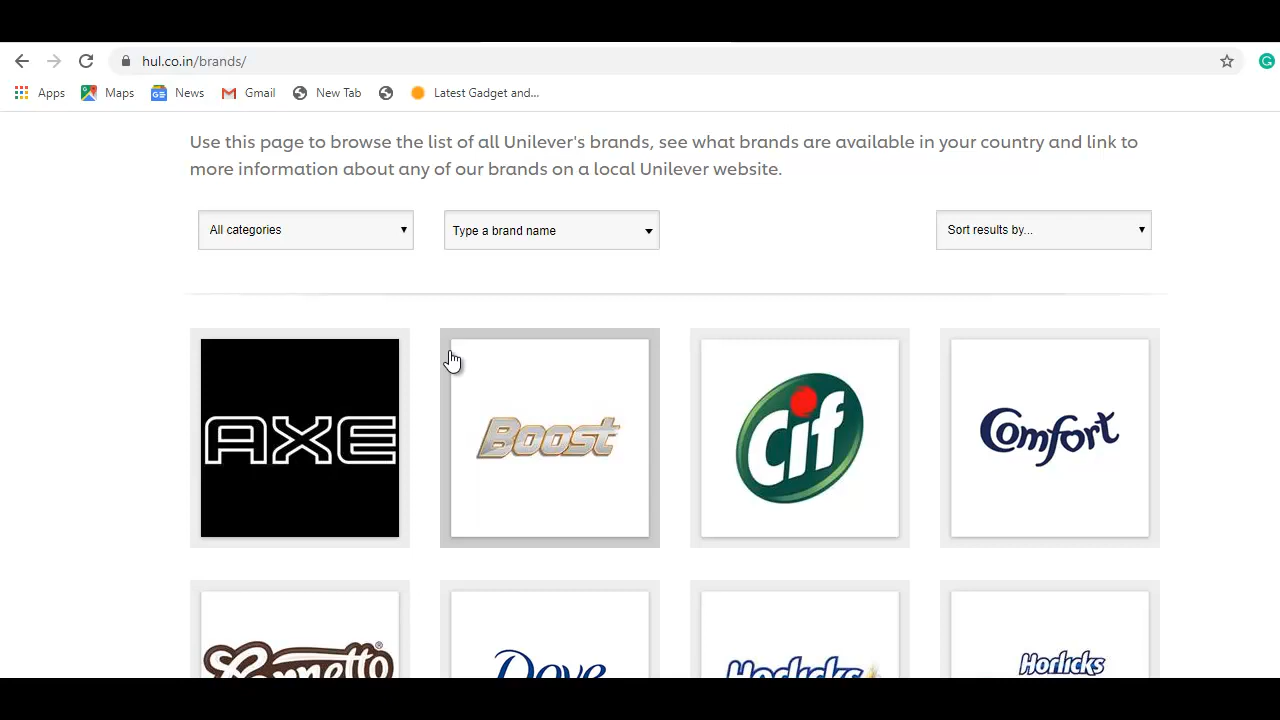 hul.co.in/brands/
Apps Maps News Gmail New Tab Latest Gadget and...
Use this page to browse the list of all Unilever's brands, see what brands are available in your country and link to
more information about any of our brands on a local Unilever website.
All categories Type a brand name Sort results by...
AXE Boost Cif Comfort
Cornetto Dove Horlicks Horlicks